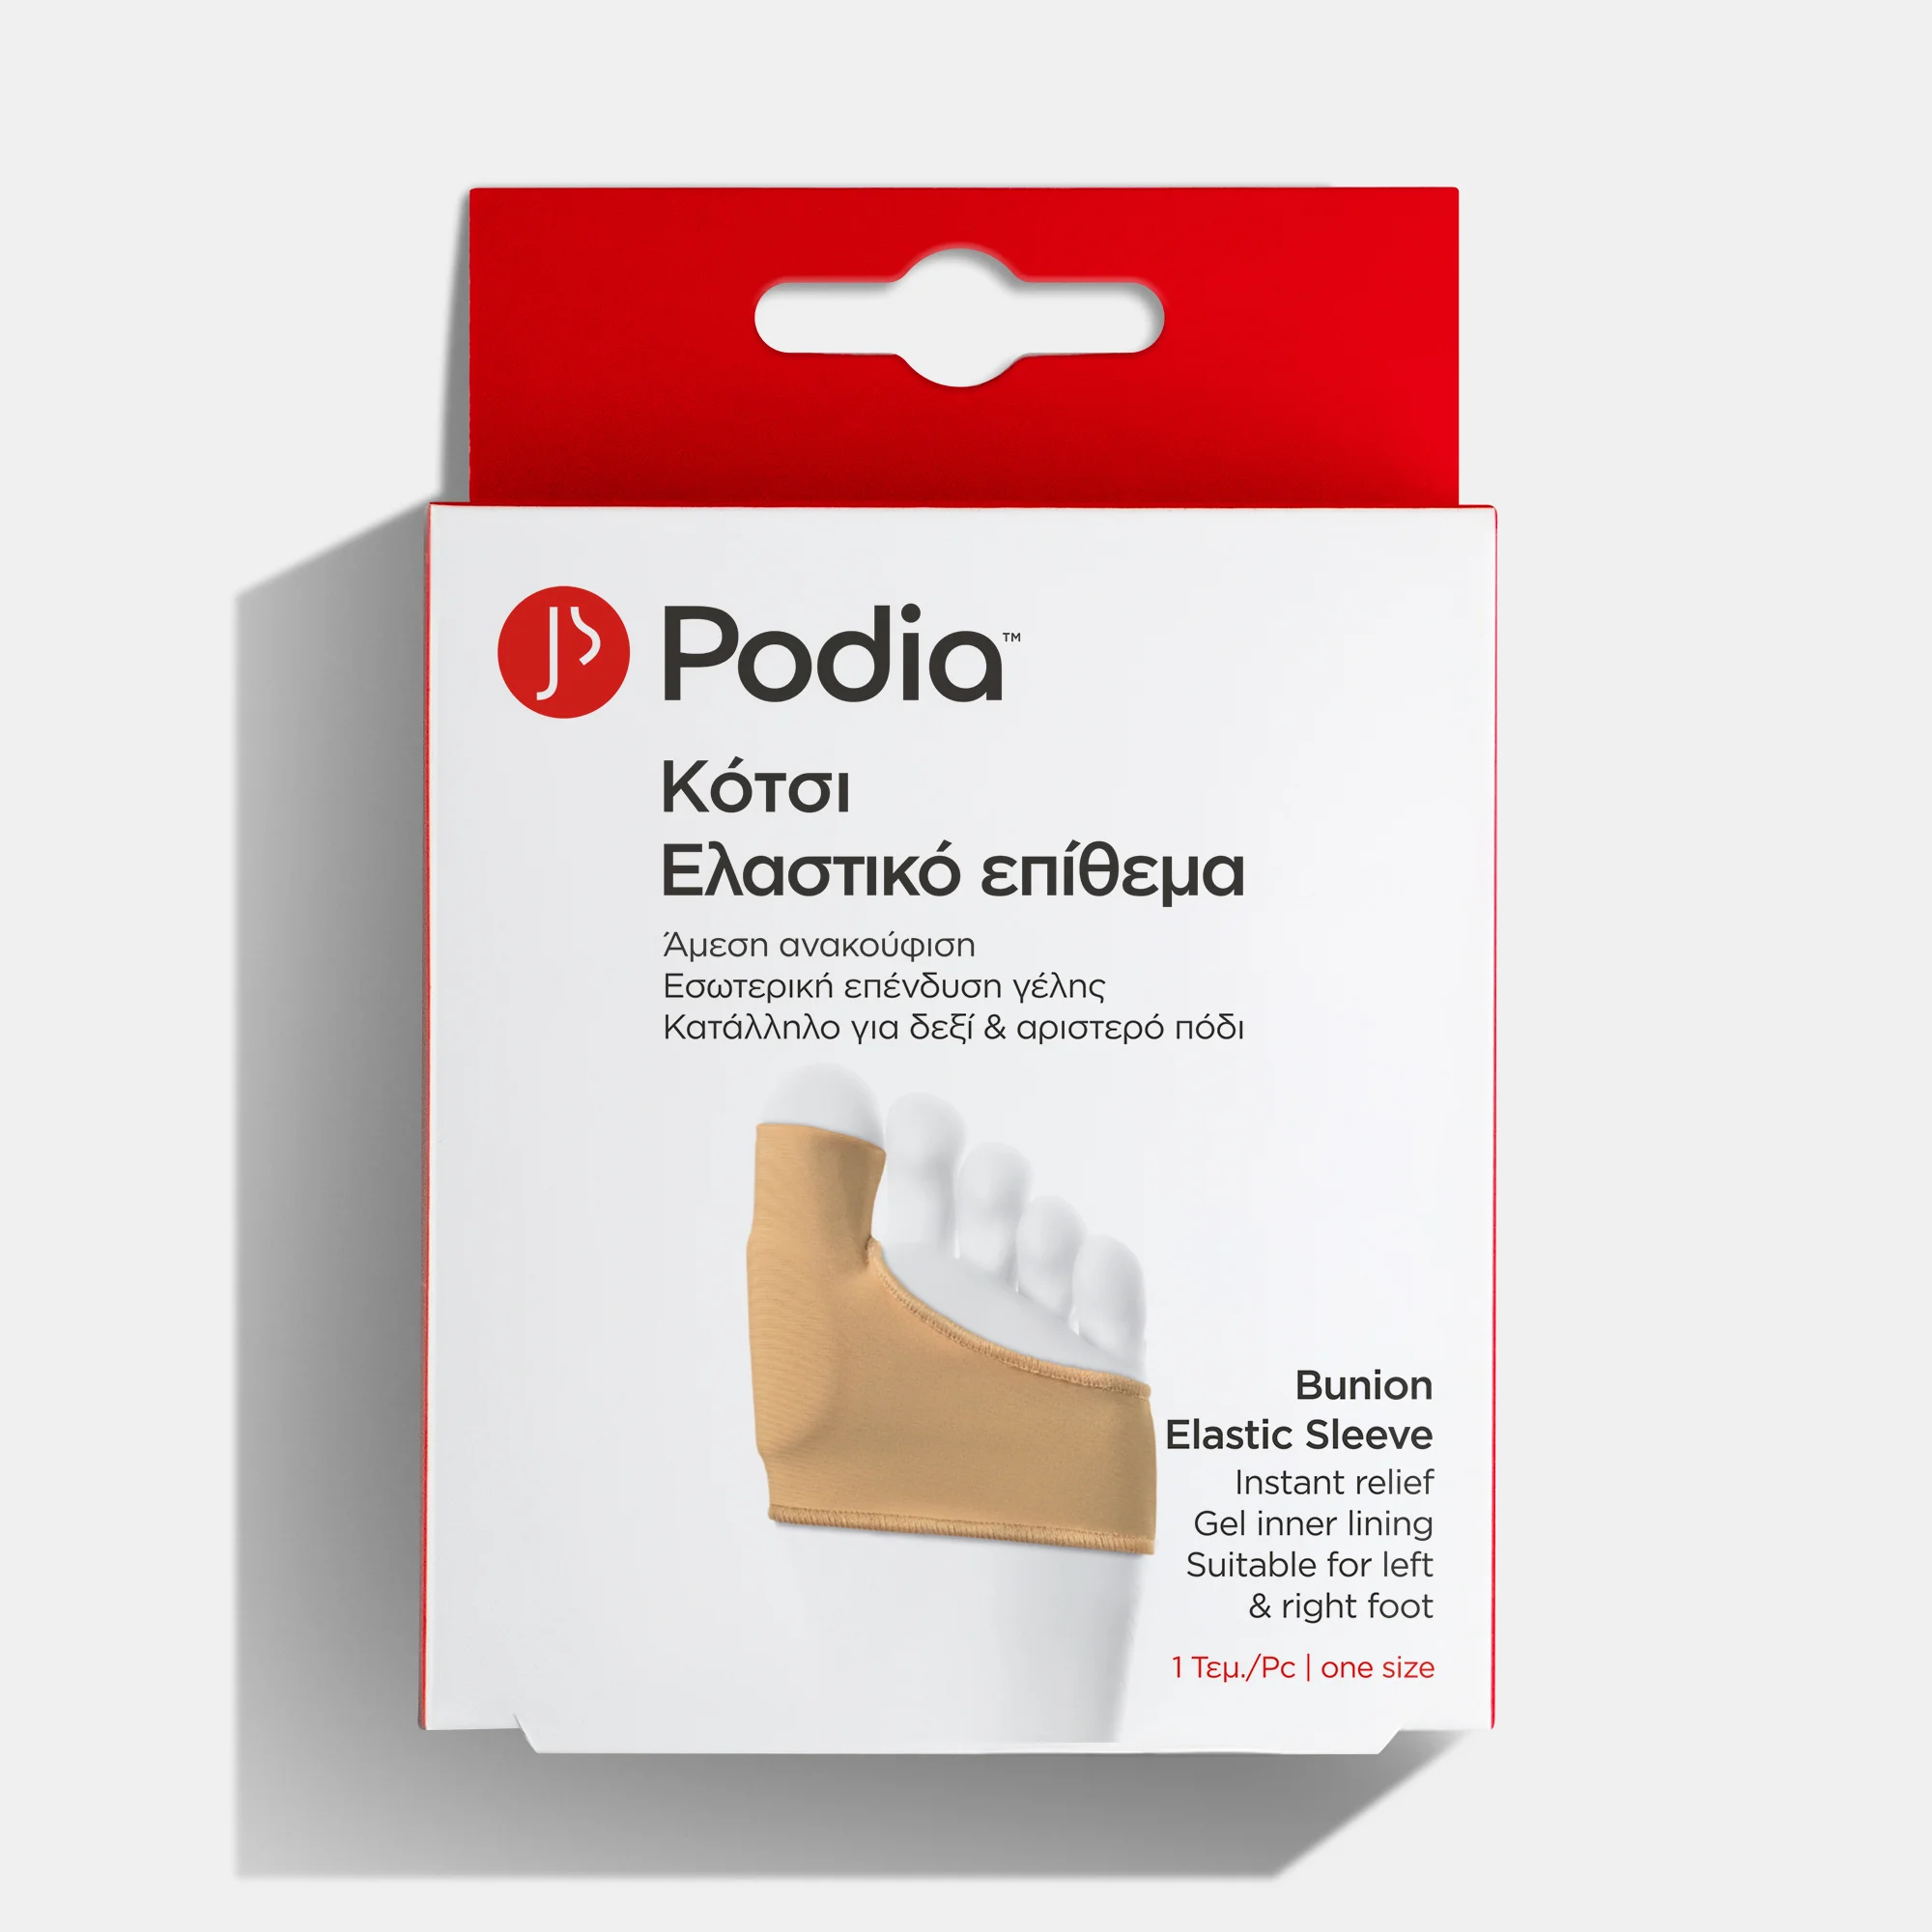 Podia™
Κότσι
Ελαστικό επίθεμα
Άμεση ανακούφιση
Εσωτερική επένδυση γέλης
Κατάλληλο για δεξί & αριστερό πόδι
Bunion
Elastic Sleeve
Instant relief
Gel inner lining
Suitable for left
& right foot
1 Τεμ./Pc | one size